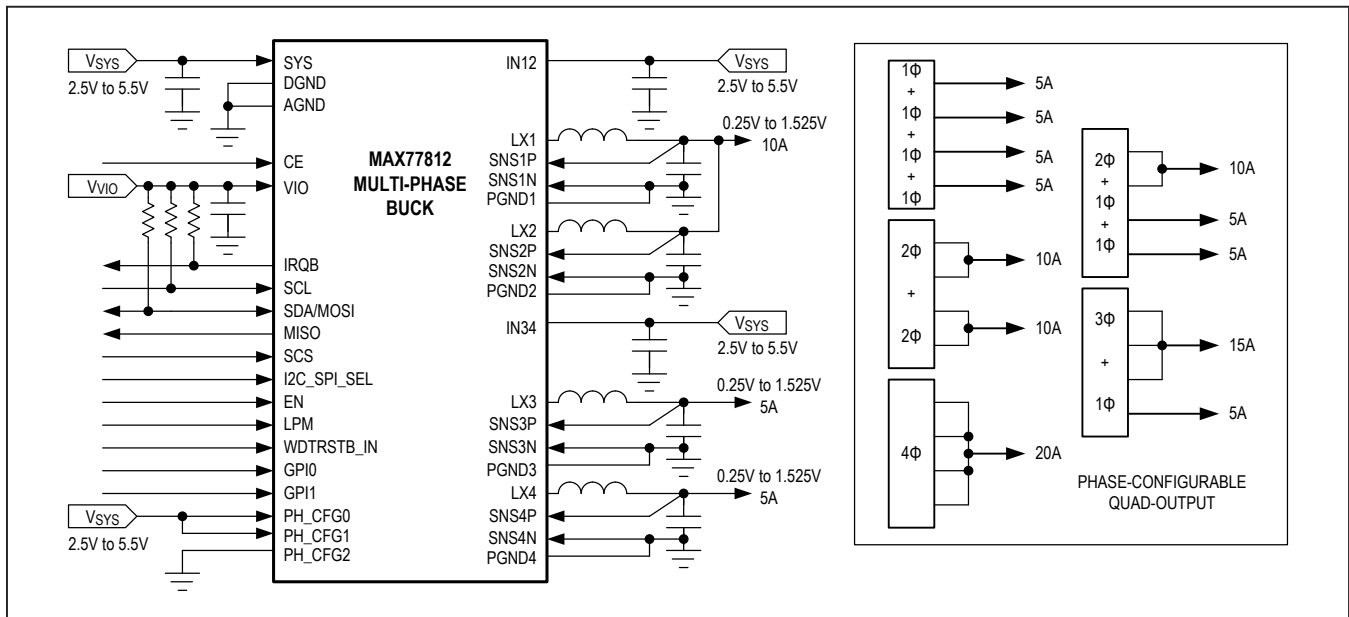 VSYS
2.5V to 5.5V
VVIO
VSYS
2.5V to 5.5V
SYS
DGND
AGND
CE
VIO
IRQB
SCL
SDA/MOSI
MISO
SCS
I2C_SPI_SEL
EN
LPM
WDTRSTB_IN
GPI0
GPI1
PH_CFG0
PH_CFG1
PH_CFG2
MAX77812
MULTI-PHASE
BUCK
IN12
LX1
SNS1P
SNS1N
PGND1
LX2
SNS2P
SNS2N
PGND2
IN34
LX3
SNS3P
SNS3N
PGND3
LX4
SNS4P
SNS4N
PGND4
VSYS
2.5V to 5.5V
0.25V to 1.525V
10A
VSYS
2.5V to 5.5V
0.25V to 1.525V
5A
0.25V to 1.525V
5A
1Φ
+
1Φ
+
1Φ
+
1Φ
5A
5A
5A
5A
2Φ
+
2Φ
10A
10A
4Φ
20A
2Φ
+
1Φ
+
1Φ
10A
5A
5A
3Φ
+
1Φ
15A
5A
PHASE-CONFIGURABLE
QUAD-OUTPUT